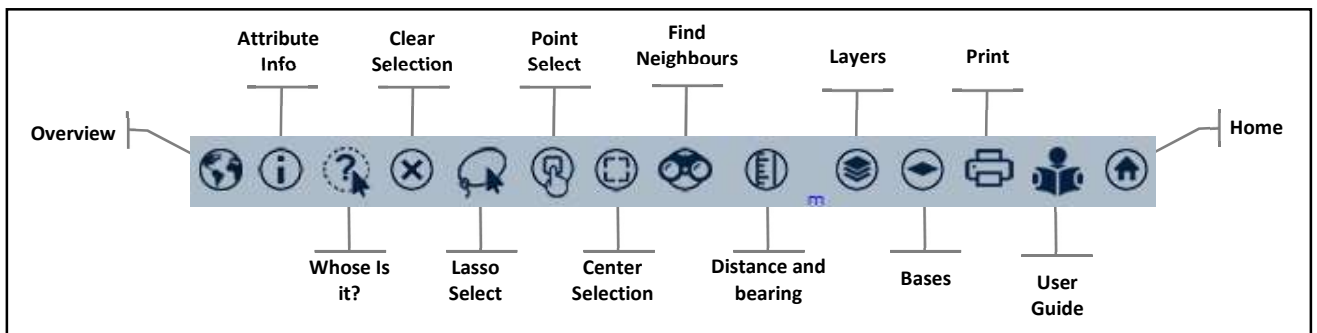 Attribute
Info
Clear
Selection
Point
Select
Find
Neighbours
Layers
Print
Overview
Home
m
Whose Is
it?
Lasso
Select
Center
Selection
Distance and
bearing
Bases
User
Guide